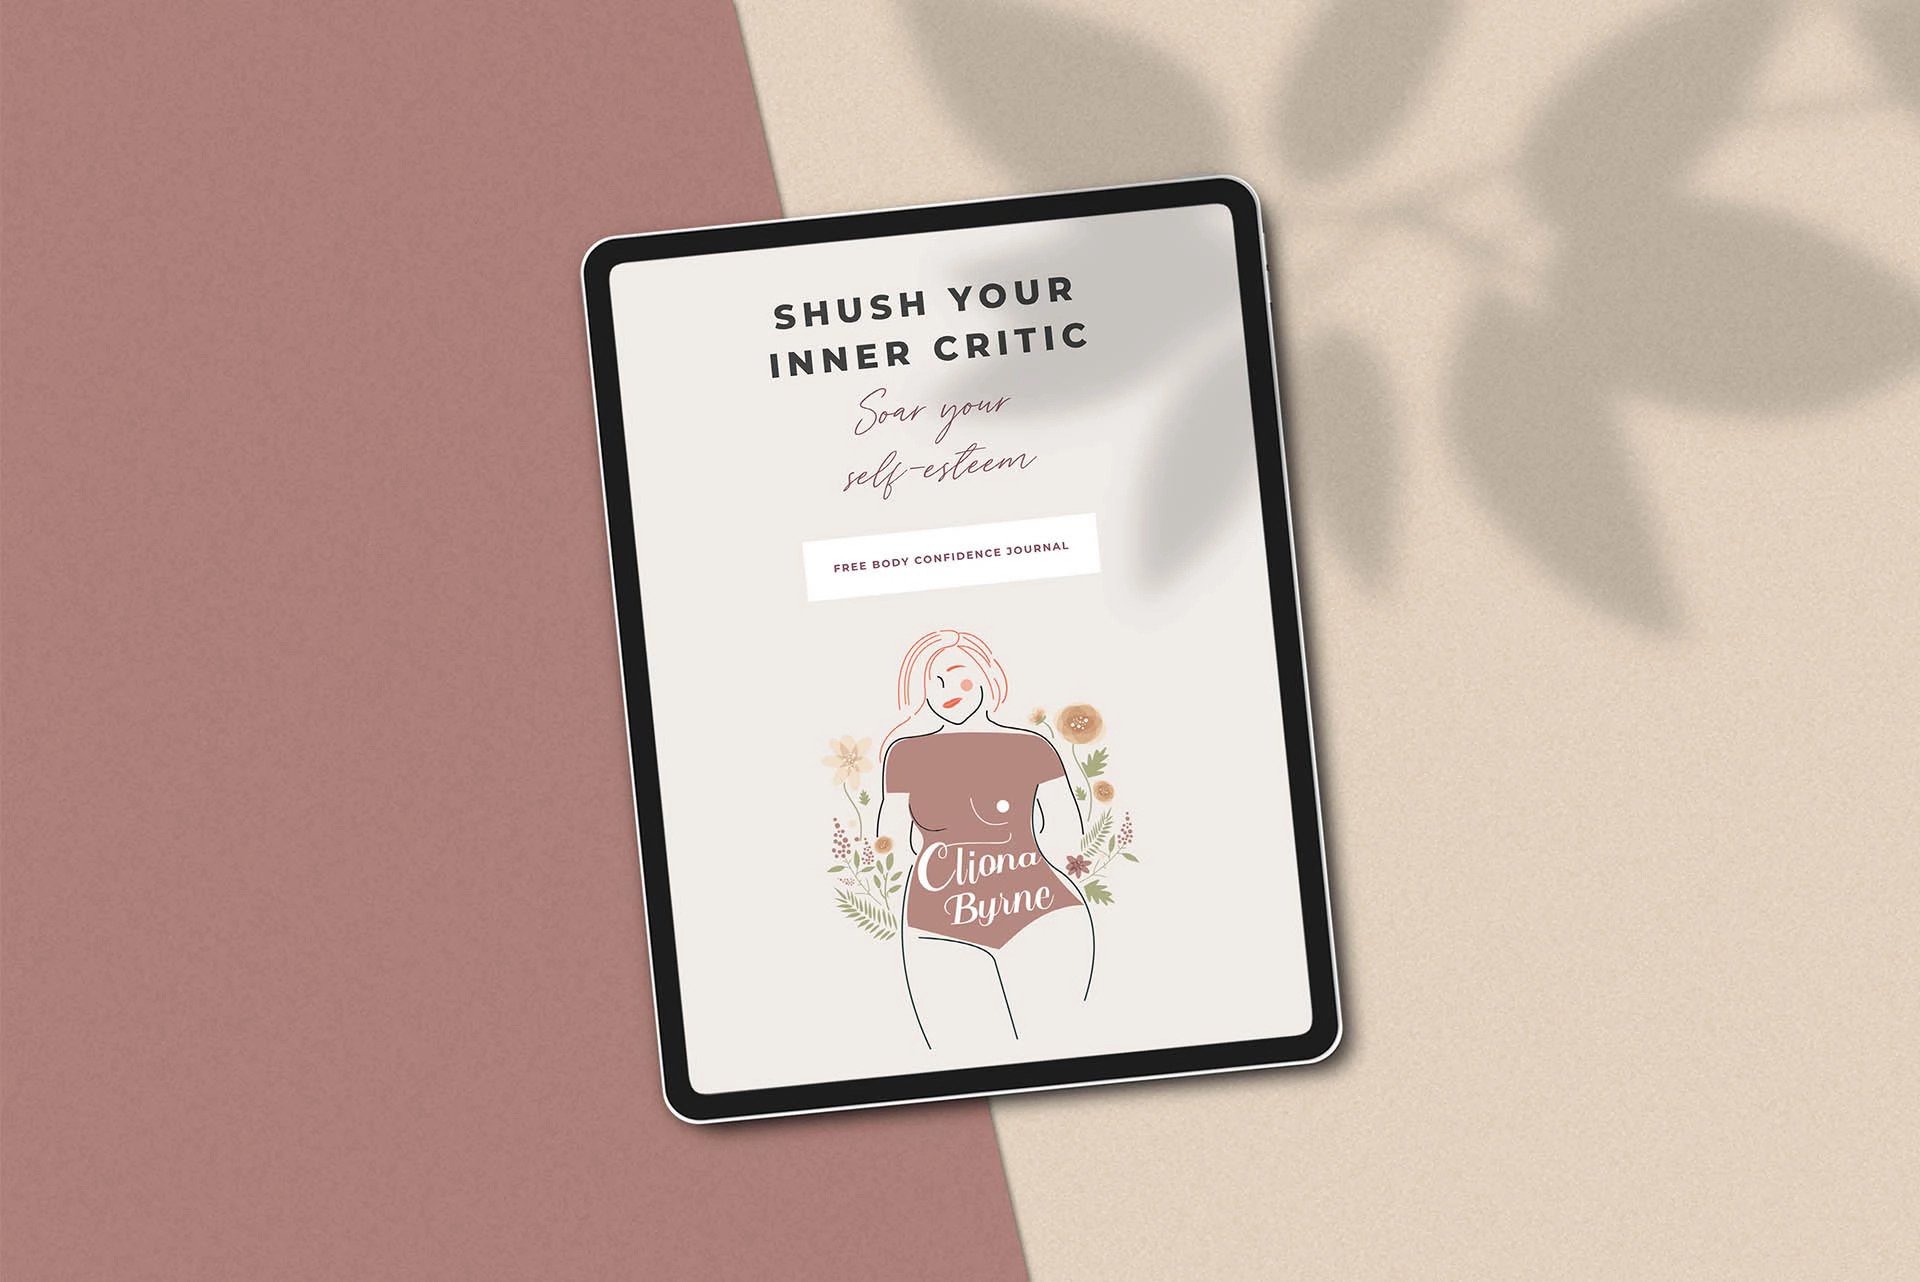 SHUSH YOUR
INNER CRITIC
Soar your
self-esteem
FREE BODY CONFIDENCE JOURNAL
Cliona
Byrne